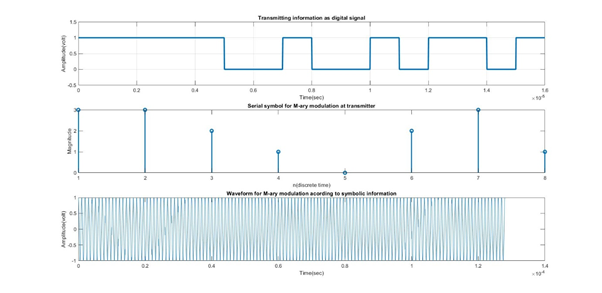 Transmitting information as digital signal
1.5
1
0.5
0
-0.5
Amplitude(volt)
0 0.2 0.4 0.6 0.8 1 1.2 1.4 1.6
×10-6
Time(sec)
Serial symbol for M-ary modulation at transmitter
3
2
1
0
Magnitude
1 2 3 4 5 6 7 8
n(discrete time)
Waveform for M-ary modulation acording to symbolic information
1
0.5
0
-0.5
-1
Amplitude(volt)
0 0.2 0.4 0.6 0.8 1 1.2 1.4
×10-4
Time(sec)